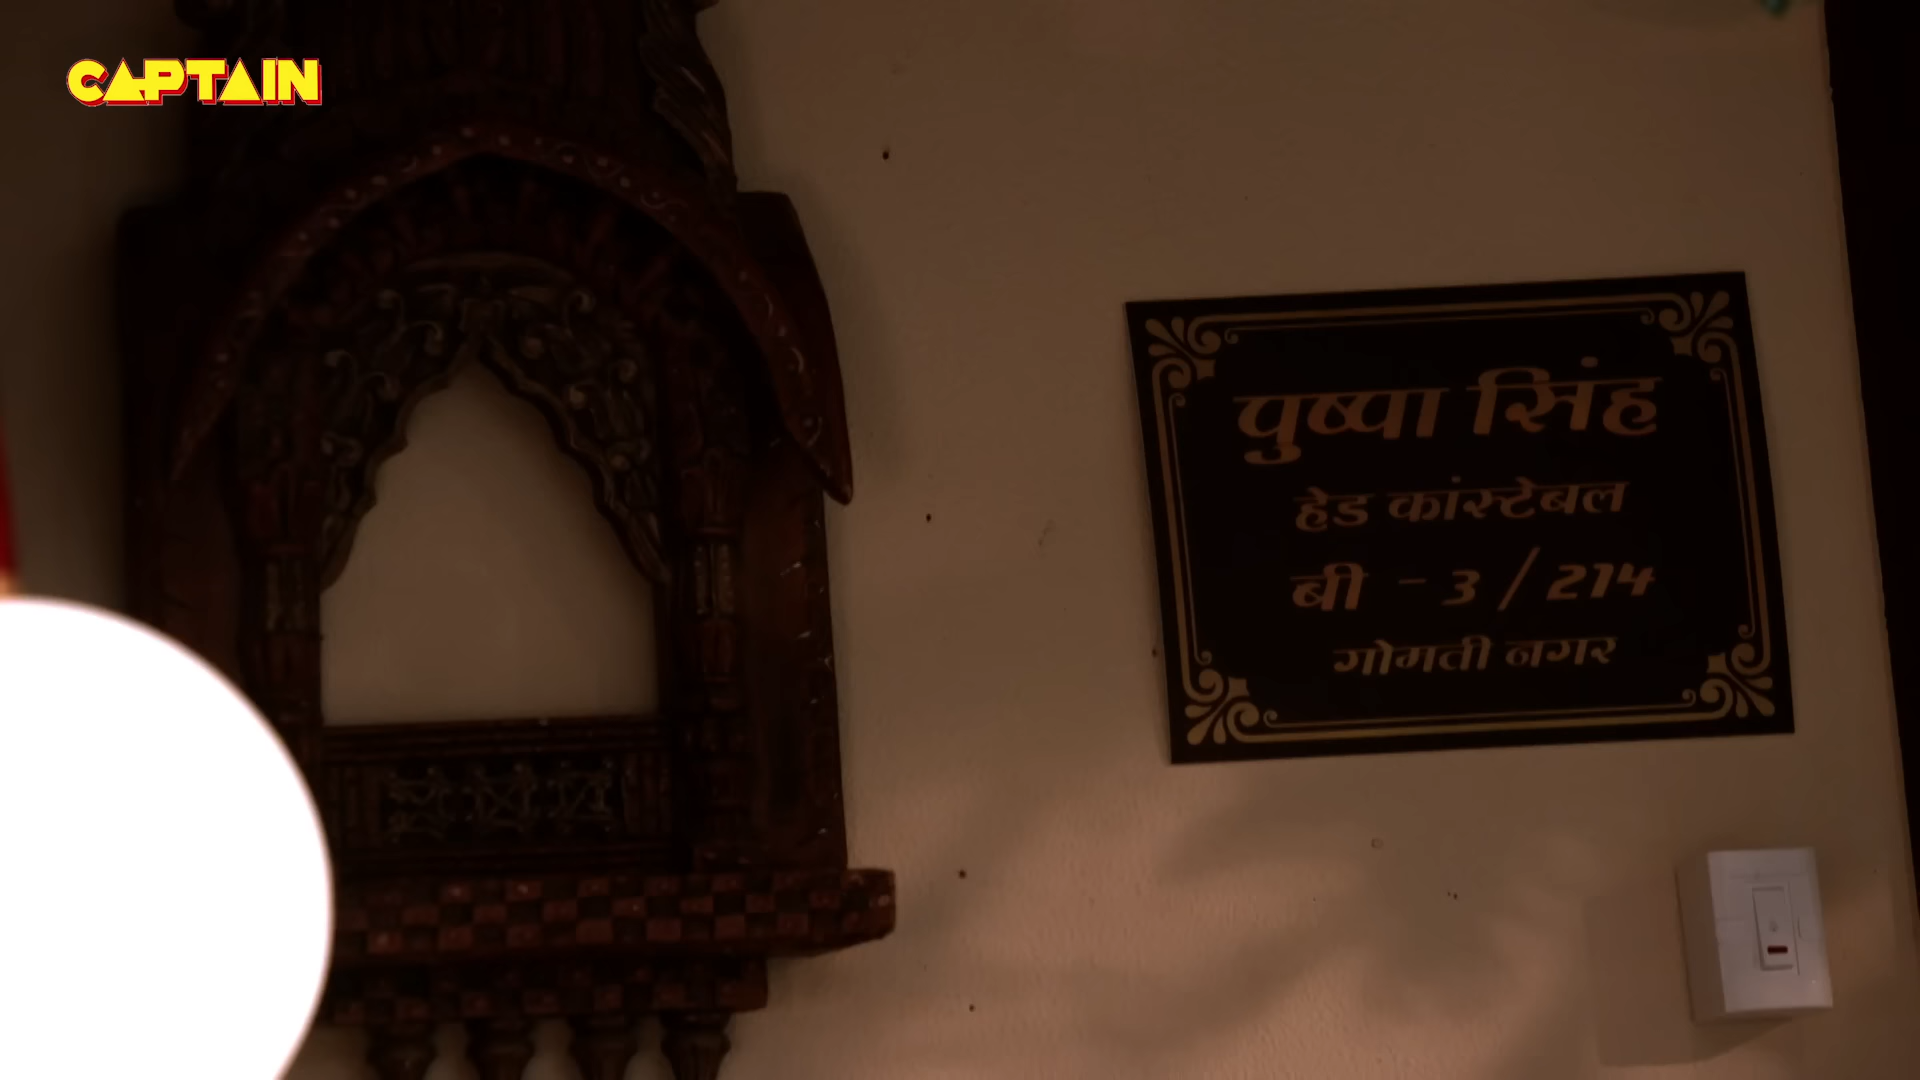 CAPTAIN
पुष्पा सिंह
हेड कांस्टेबल
बी - 3 / 214
गोमती नगर